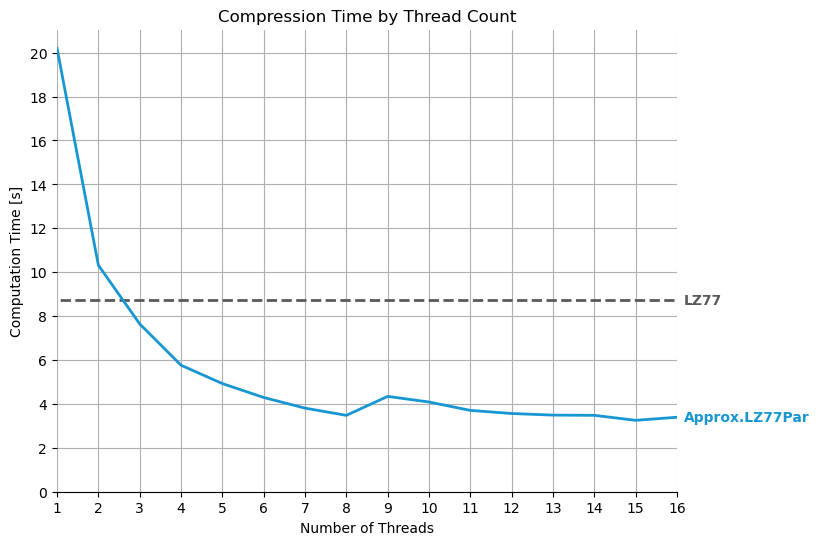 Compression Time by Thread Count
Computation Time [s]
20
18
16
14
12
10
8
6
4
2
0
LZ77
Approx.LZ77Par
1 2 3 4 5 6 7 8 9 10 11 12 13 14 15 16
Number of Threads